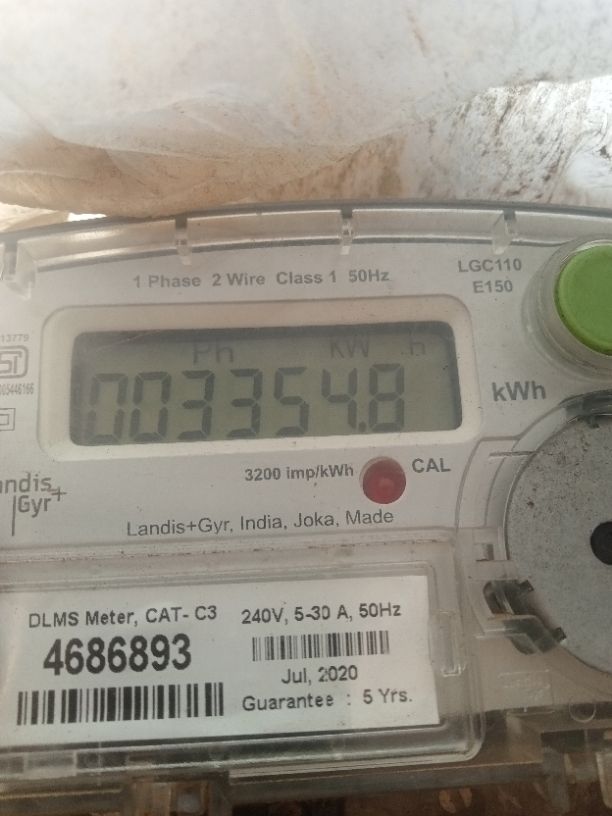 1 Phase 2 Wire Class 1 50Hz
LGC110
E150
13779
Ph KW h
003354.8
kWh
3200 imp/kWh
CAL
Gyr+
Landis+Gyr, India, Joka, Made
DLMS Meter, CAT- C3
4686893
240V, 5-30 A, 50Hz
Jul, 2020
Guarantee : 5 Yrs.